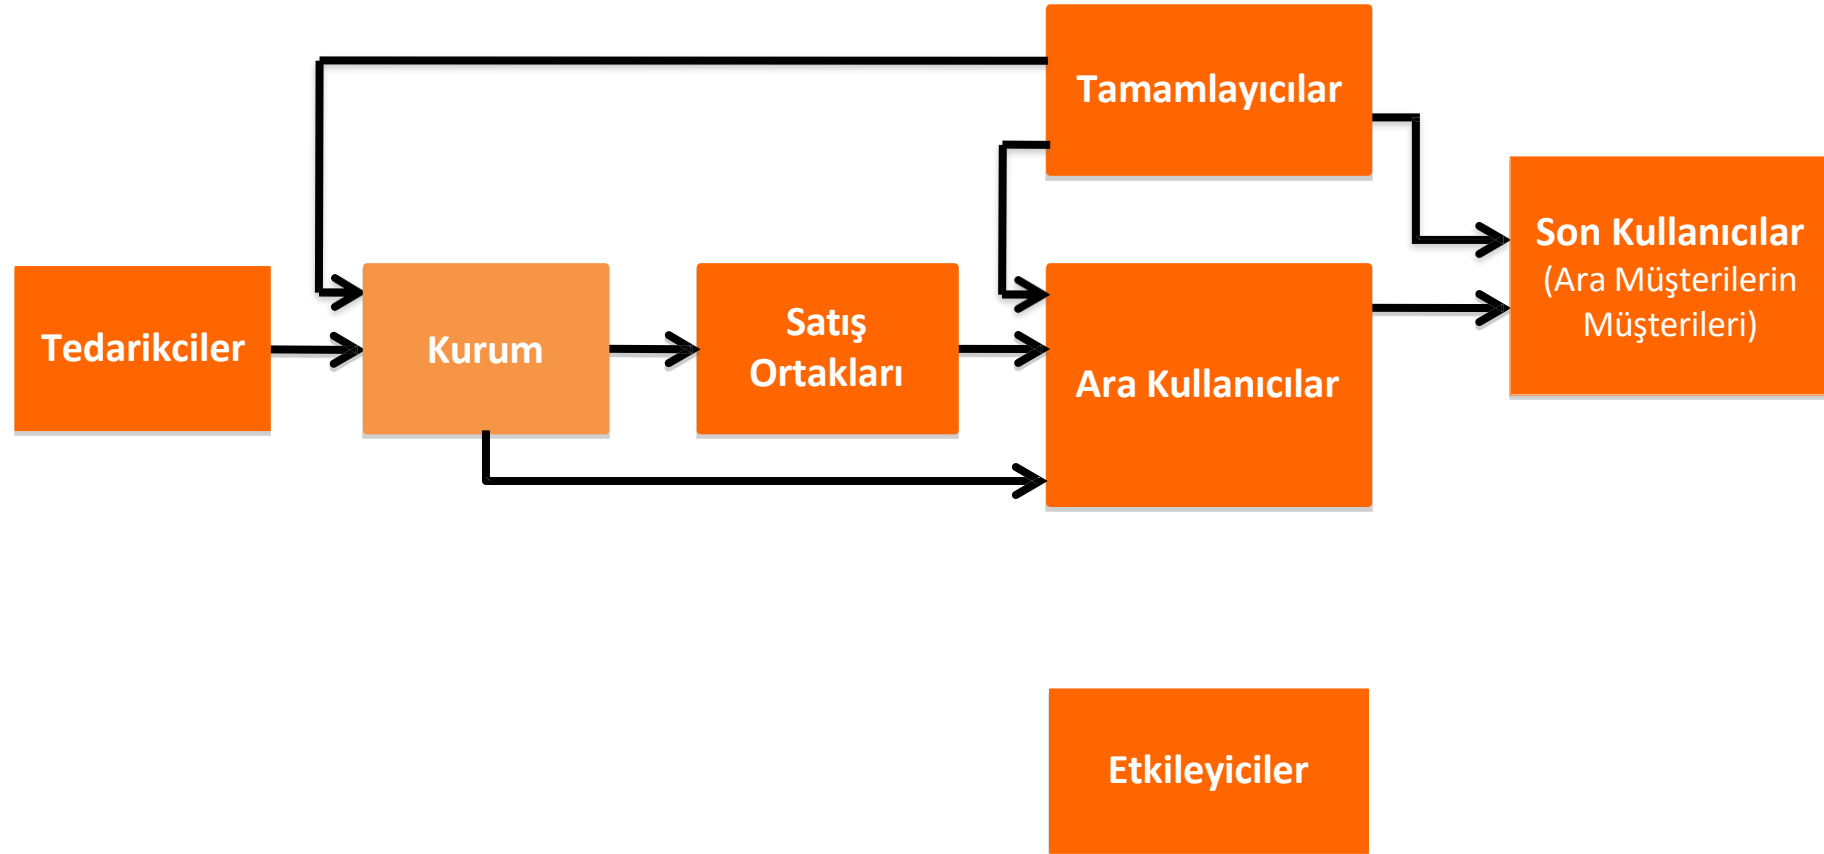 Tamamlayıcılar
Son Kullanıcılar
(Ara Müşterilerin
Müşterileri)
Tedarikciler
Kurum
Satış
Ortakları
Ara Kullanıcılar
Etkileyiciler